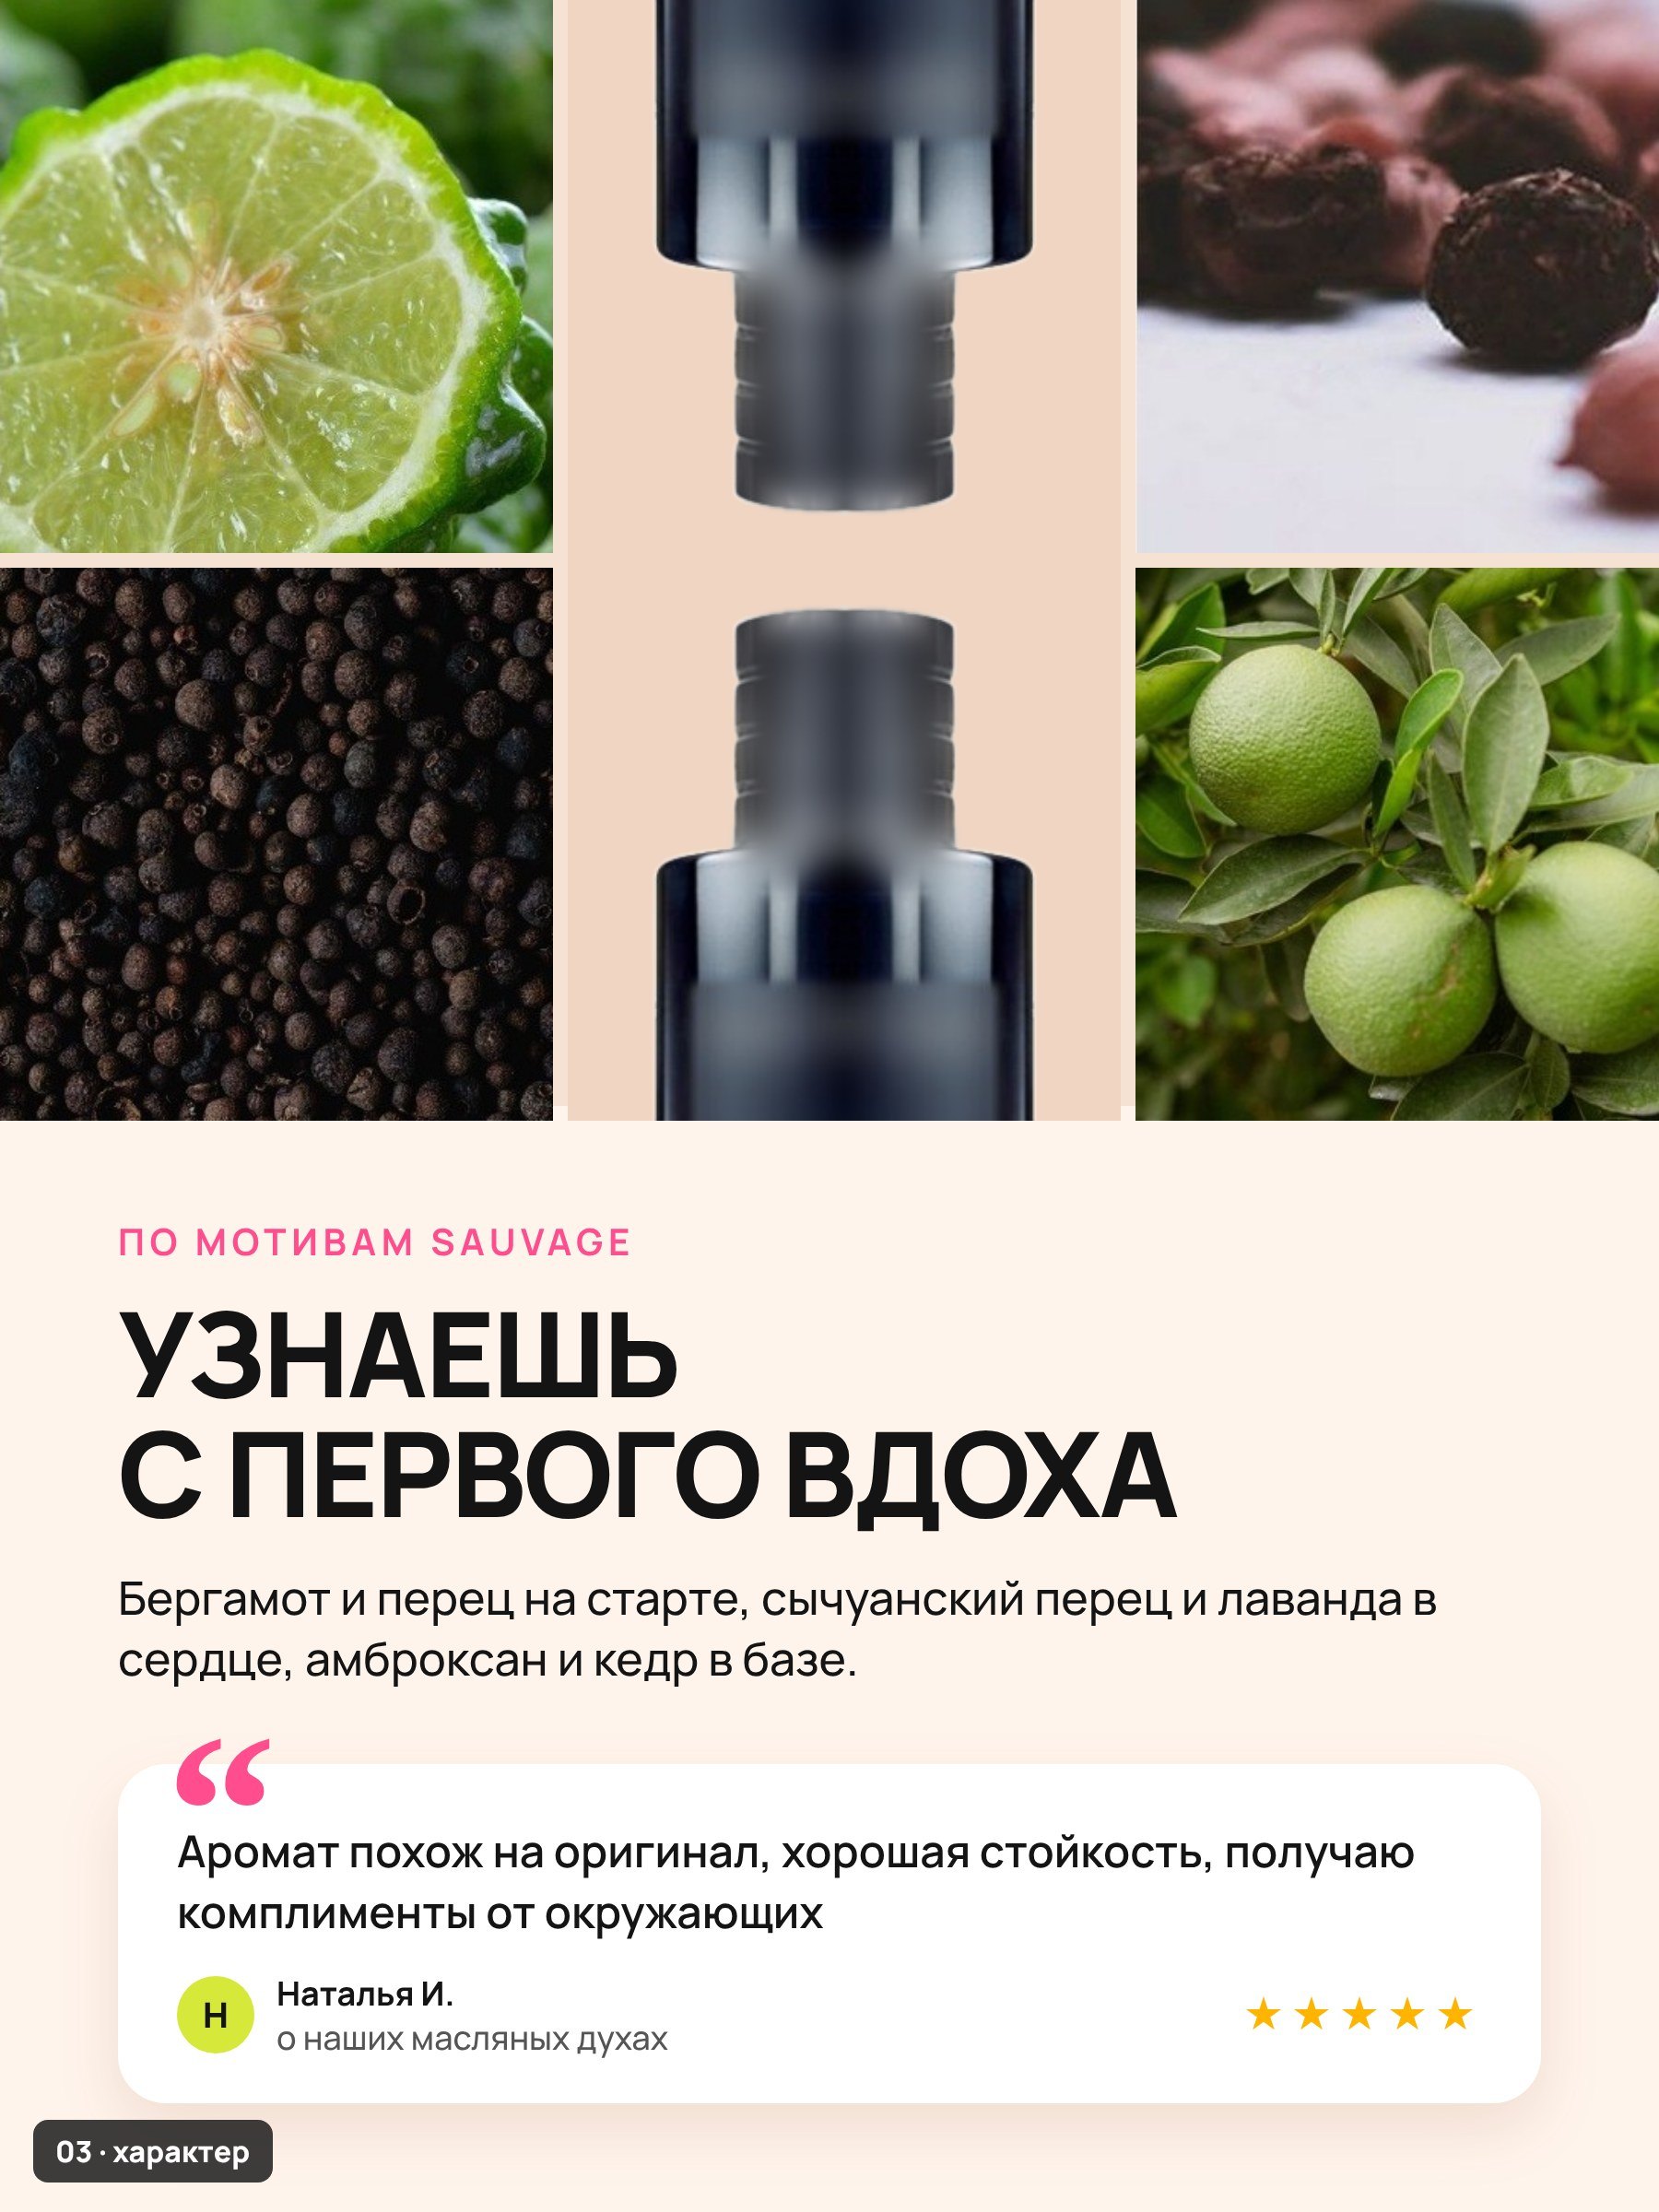 ПО МОТИВАМ SAUVAGE
УЗНАЕШЬ
С ПЕРВОГО ВДОХА
Бергамот и перец на старте, сычуанский перец и лаванда в
сердце, амброксан и кедр в базе.
“
Аромат похож на оригинал, хорошая стойкость, получаю
комплименты от окружающих
Н
Наталья И.
о наших масляных духах
★★★★★
03 · характер